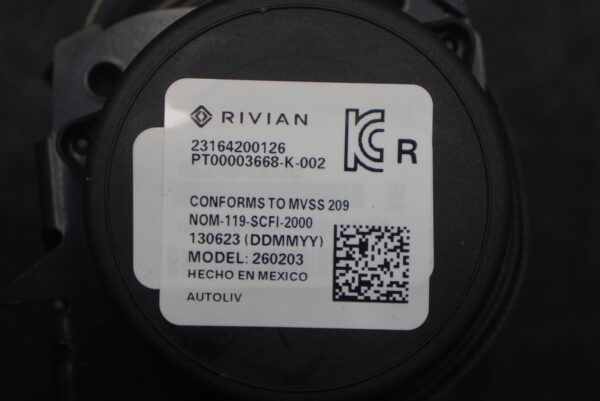 RIVIAN
23164200126
PT00003668-K-002
KC R
CONFORMS TO MVSS 209
NOM-119-SCFI-2000
130623 (DDMMYY)
MODEL: 260203
HECHO EN MEXICO
AUTOLIV